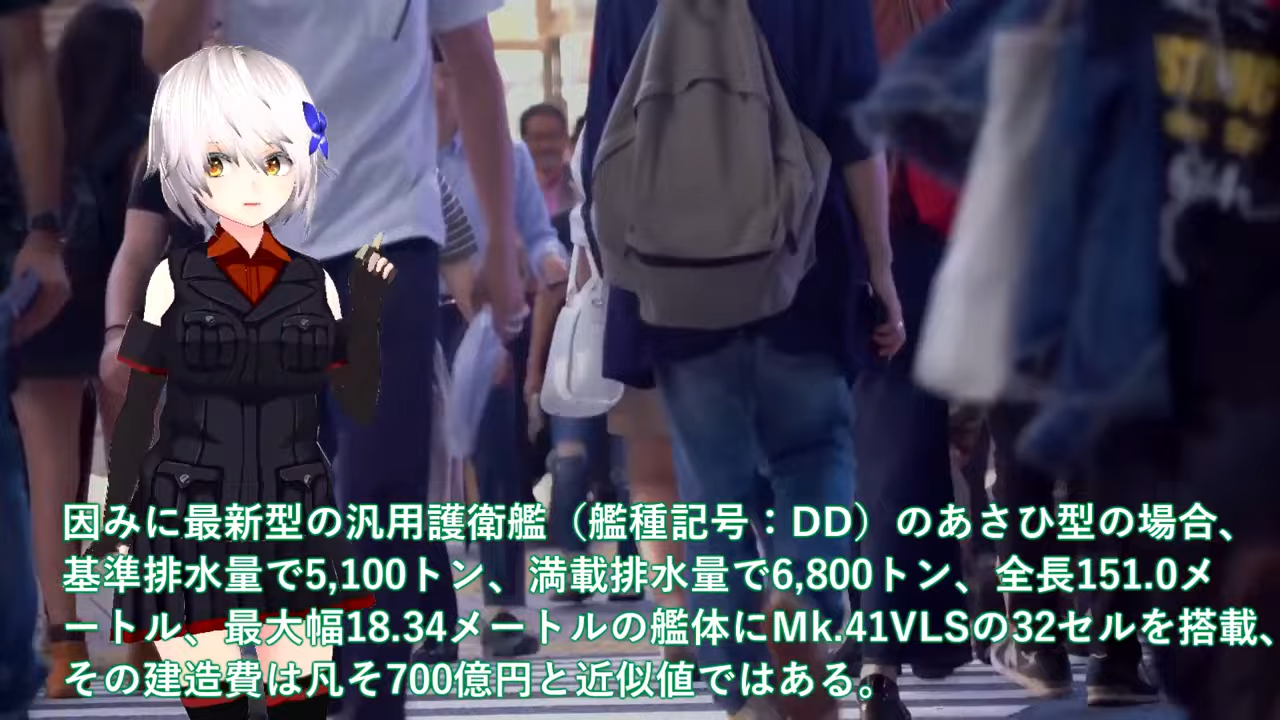 STRONG
因みに最新型の汎用護衛艦（艦種記号：DD）のあさひ型の場合、
基準排水量で5,100トン、満載排水量で6,800トン、全長151.0メ
ートル、最大幅18.34メートルの艦体にMk.41VLSの32セルを搭載、
その建造費は凡そ700億円と近似値ではある。